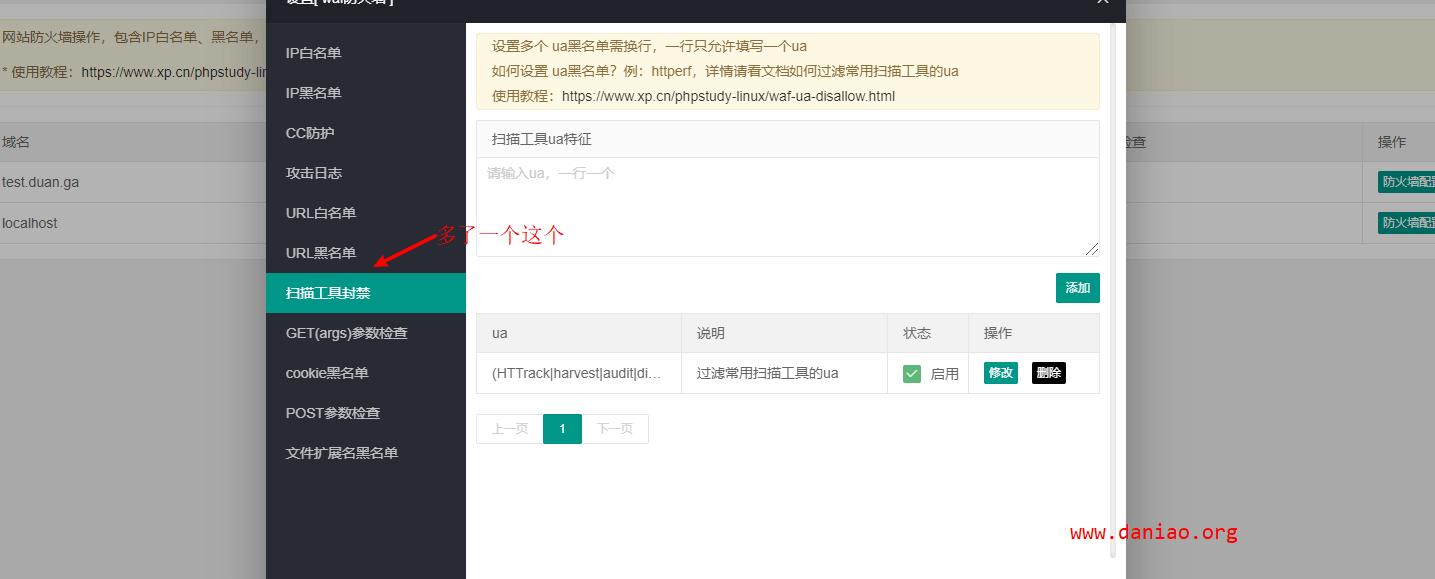 设置[ waf防火墙 ]
网站防火墙操作，包含IP白名单、黑名单，
* 使用教程：https://www.xp.cn/phpstudy-lin
域名
检查
操作
test.duan.ga
防火墙配置
localhost
防火墙配置
IP白名单
IP黑名单
CC防护
攻击日志
URL白名单
URL黑名单
扫描工具封禁
GET(args)参数检查
cookie黑名单
POST参数检查
文件扩展名黑名单
多了一个这个
设置多个 ua黑名单需换行，一行只允许填写一个ua
如何设置 ua黑名单？例：httperf，详情请看文档如何过滤常用扫描工具的ua
使用教程：https://www.xp.cn/phpstudy-linux/waf-ua-disallow.html
扫描工具ua特征
请输入ua，一行一个
添加
ua 说明 状态 操作
(HTTrack|harvest|audit|di... 过滤常用扫描工具的ua 启用 修改 删除
上一页 1 下一页
www.daniao.org